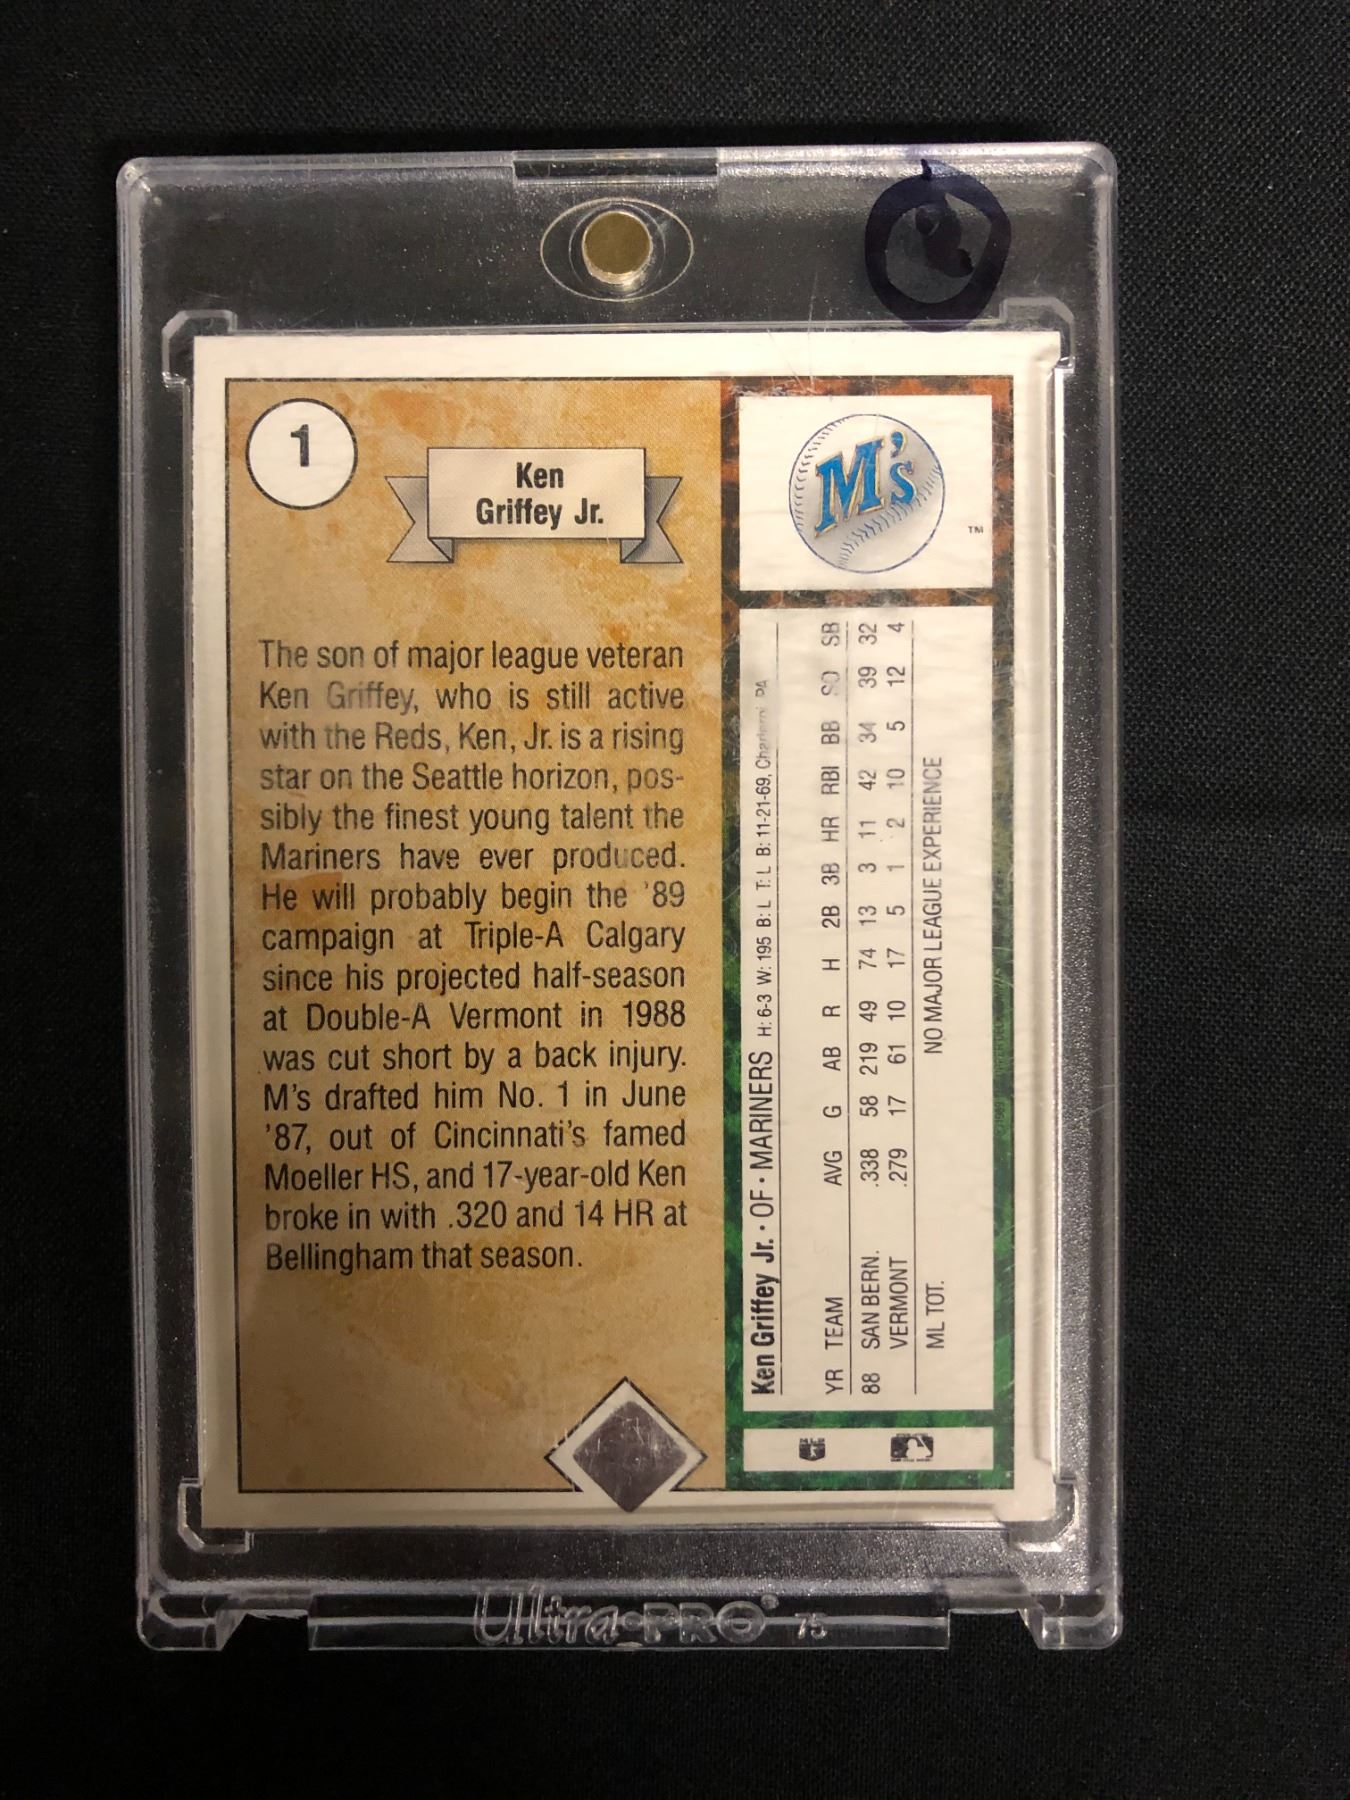 1
Ken
Griffey Jr.
The son of major league veteran
Ken Griffey, who is still active
with the Reds, Ken, Jr. is a rising
star on the Seattle horizon, pos-
sibly the finest young talent the
Mariners have ever produced.
He will probably begin the '89
campaign at Triple-A Calgary
since his projected half-season
at Double-A Vermont in 1988
was cut short by a back injury.
M's drafted him No. 1 in June
'87, out of Cincinnati's famed
Moeller HS, and 17-year-old Ken
broke in with .320 and 14 HR at
Bellingham that season.
M's
TM
Ken Griffey Jr. • OF • MARINERS H: 6-3 W: 195 B: L T: L B: 11-21-69, PA
YR TEAM AVG G AB R H 2B 3B HR RBI BB SO SB
88 SAN BERN. .338 58 219 49 74 13 3 11 42 34 39 32
VERMONT .279 17 61 10 17 5 1 2 10 5 12 4
ML TOT. NO MAJOR LEAGUE EXPERIENCE
Ultra•PRO 75